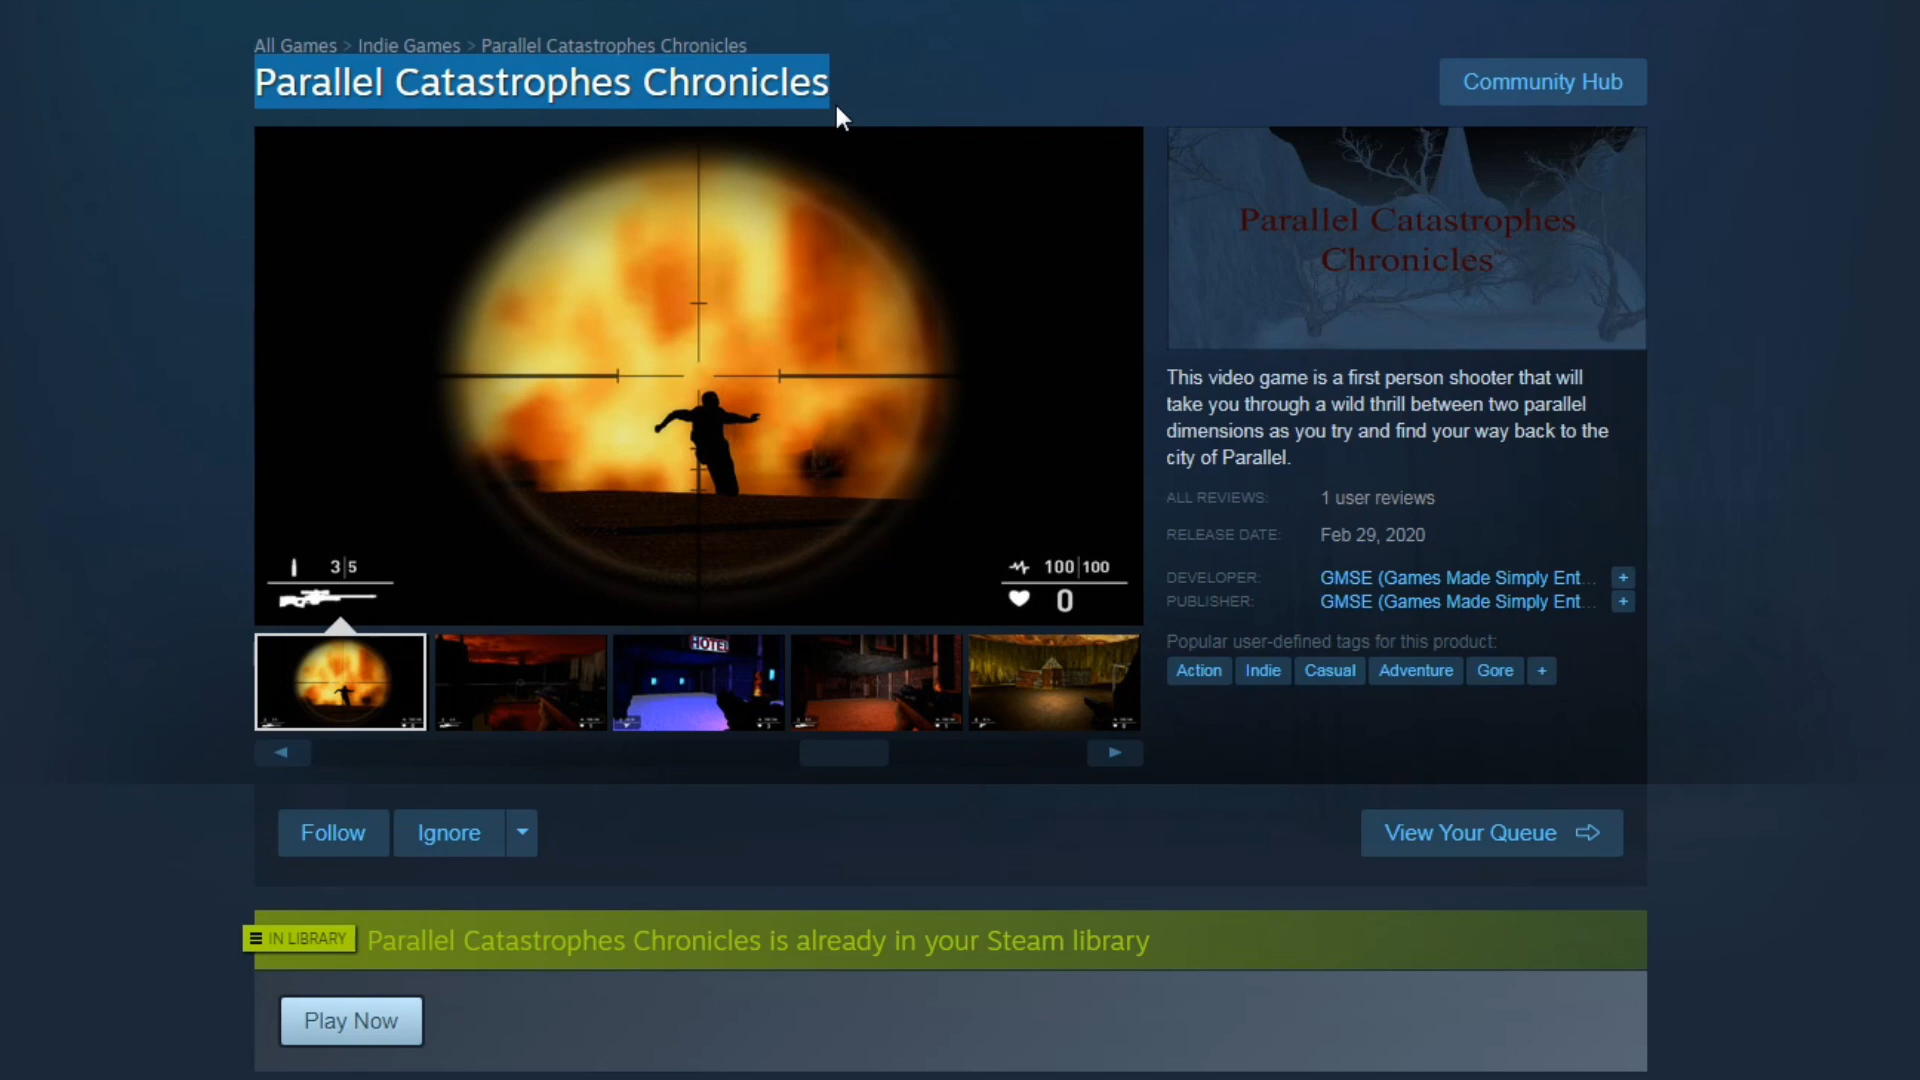 All Games > Indie Games > Parallel Catastrophes Chronicles
Parallel Catastrophes Chronicles
Community Hub
3|5
100|100
0
HOTEL
Parallel Catastrophes
Chronicles
This video game is a first person shooter that will
take you through a wild thrill between two parallel
dimensions as you try and find your way back to the
city of Parallel.
ALL REVIEWS: 1 user reviews
RELEASE DATE: Feb 29, 2020
DEVELOPER: GMSE (Games Made Simply Ent... +
PUBLISHER: GMSE (Games Made Simply Ent... +
Popular user-defined tags for this product:
Action Indie Casual Adventure Gore +
Follow Ignore
View Your Queue
IN LIBRARY Parallel Catastrophes Chronicles is already in your Steam library
Play Now